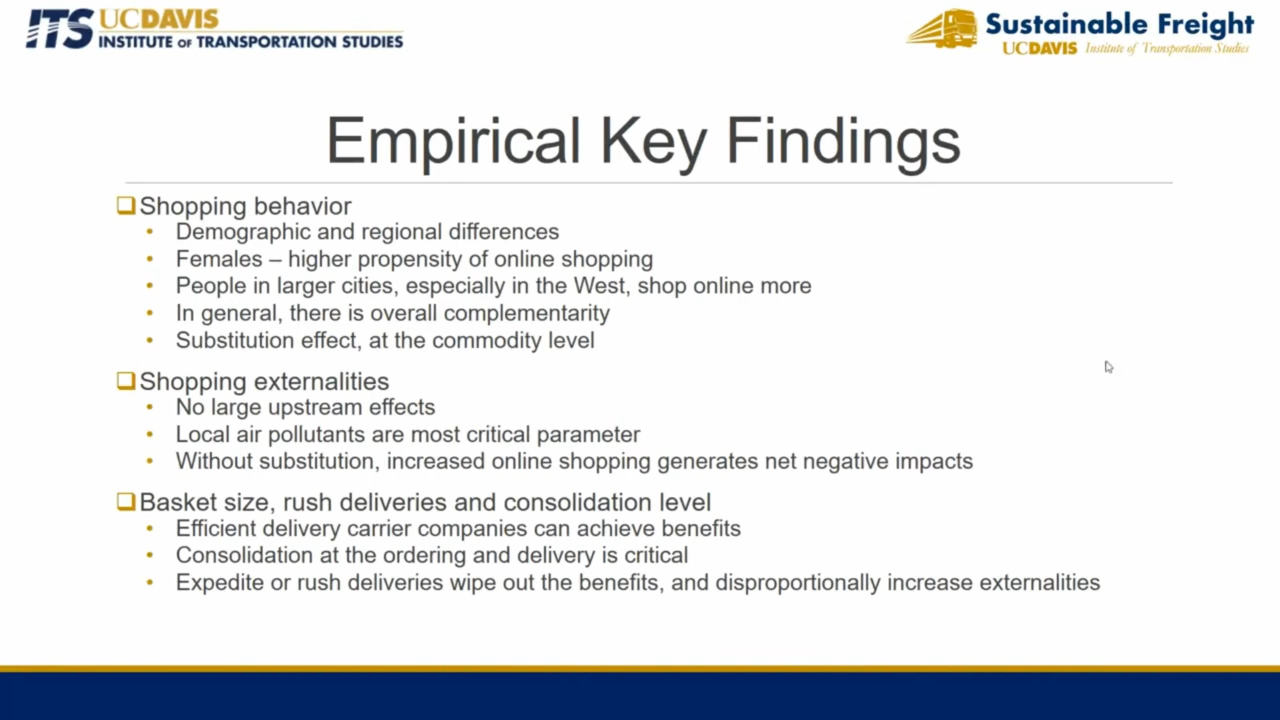 ITS UCDAVIS
INSTITUTE OF TRANSPORTATION STUDIES
Sustainable Freight
UCDAVIS Institute of Transportation Studies
Empirical Key Findings
Shopping behavior
• Demographic and regional differences
• Females – higher propensity of online shopping
• People in larger cities, especially in the West, shop online more
• In general, there is overall complementarity
• Substitution effect, at the commodity level
Shopping externalities
• No large upstream effects
• Local air pollutants are most critical parameter
• Without substitution, increased online shopping generates net negative impacts
Basket size, rush deliveries and consolidation level
• Efficient delivery carrier companies can achieve benefits
• Consolidation at the ordering and delivery is critical
• Expedite or rush deliveries wipe out the benefits, and disproportionally increase externalities